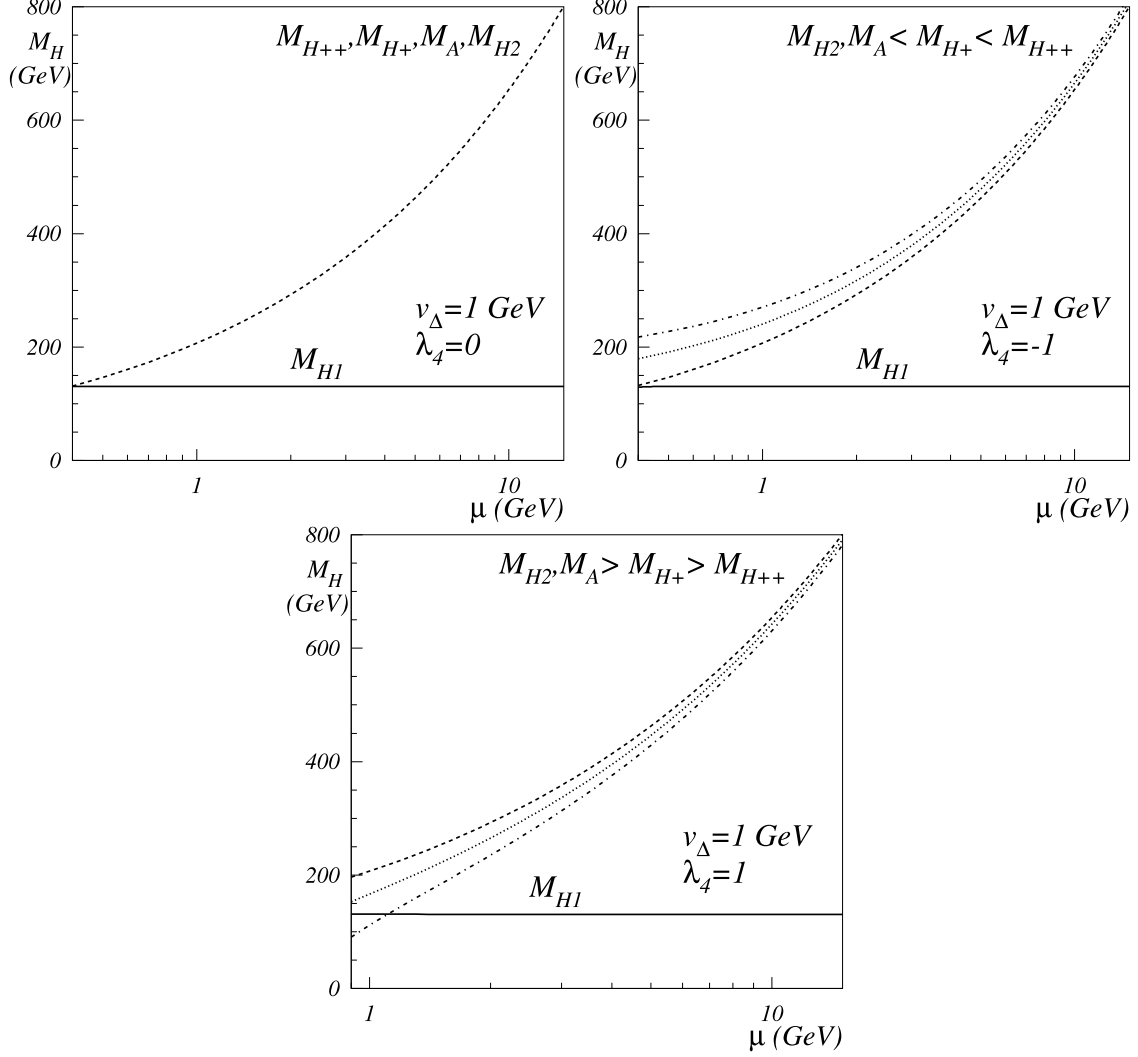 800
M_H
(GeV)
600
400
200
0
M_H++,M_H+,M_A,M_H2
v_Δ=1 GeV
λ_4=0
M_H1
1
10
μ (GeV)
800
M_H
(GeV)
600
400
200
0
M_H2,M_A< M_H+< M_H++
v_Δ=1 GeV
λ_4=-1
M_H1
1
10
μ (GeV)
800
M_H
(GeV)
600
400
200
0
M_H2,M_A> M_H+> M_H++
v_Δ=1 GeV
λ_4=1
M_H1
1
10
μ (GeV)